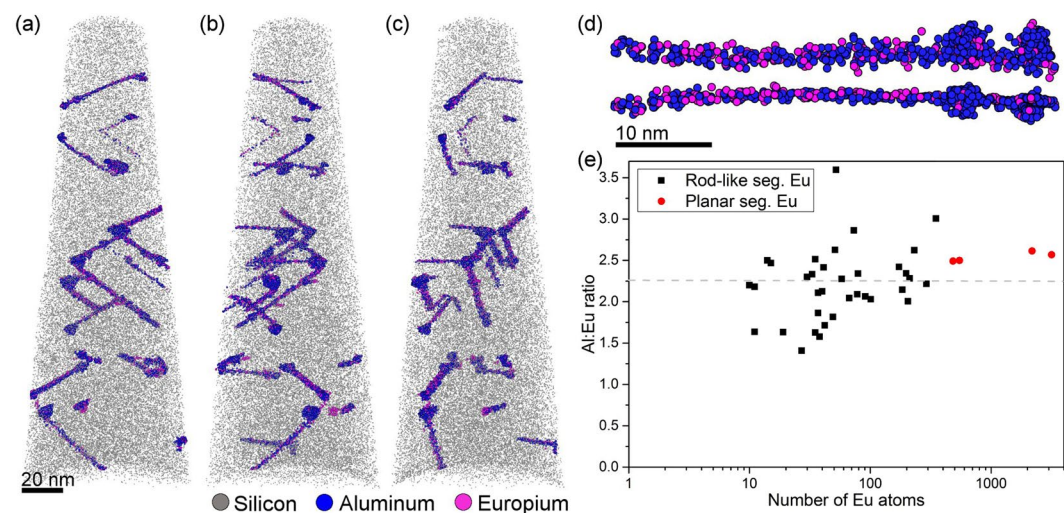 (a)
(b)
(c)
20 nm
Silicon
Aluminum
Europium
(d)
10 nm
(e)
Rod-like seg. Eu
Planar seg. Eu
Al:Eu ratio
3.5
3.0
2.5
2.0
1.5
1.0
0.5
0.0
1 10 100 1000
Number of Eu atoms